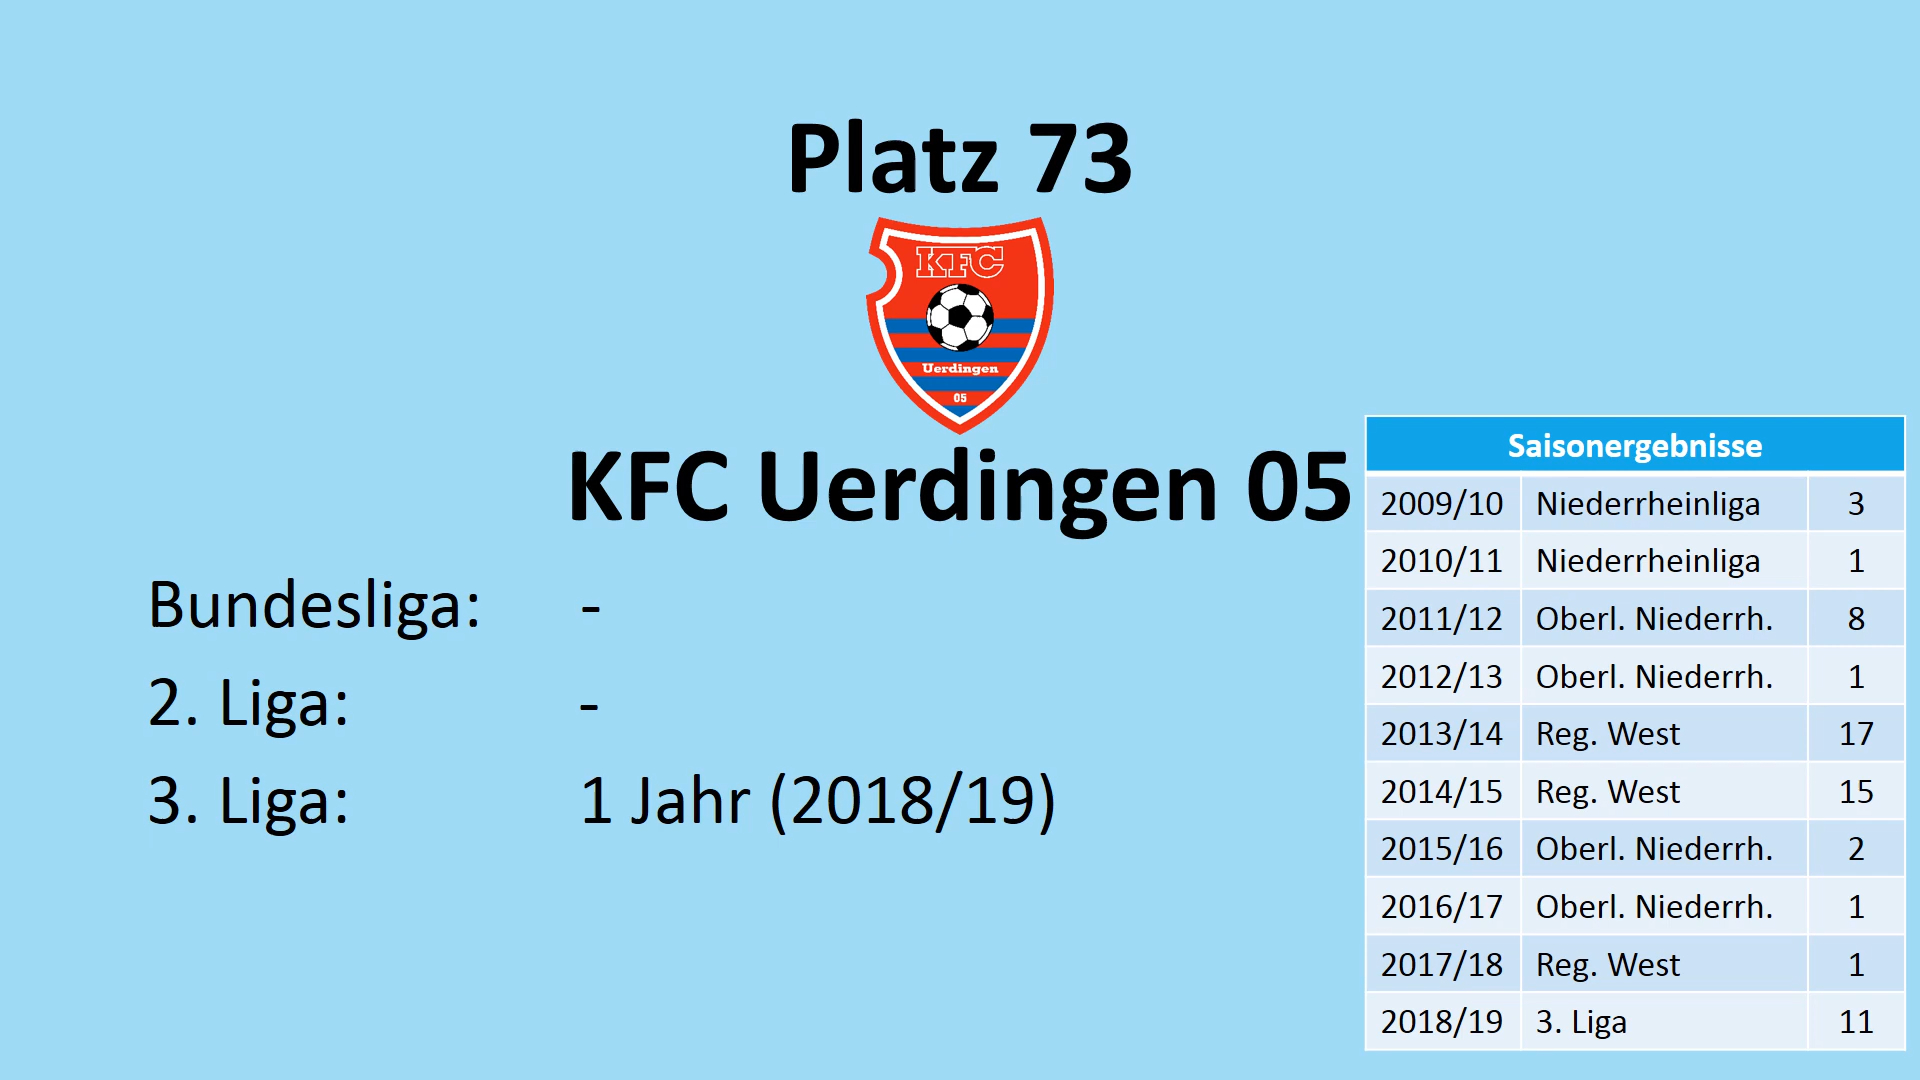 Platz 73
KFC
Uerdingen
05
KFC Uerdingen 05
Bundesliga: -
2. Liga: -
3. Liga: 1 Jahr (2018/19)
Saisonergebnisse
2009/10 Niederrheinliga 3
2010/11 Niederrheinliga 1
2011/12 Oberl. Niederrh. 8
2012/13 Oberl. Niederrh. 1
2013/14 Reg. West 17
2014/15 Reg. West 15
2015/16 Oberl. Niederrh. 2
2016/17 Oberl. Niederrh. 1
2017/18 Reg. West 1
2018/19 3. Liga 11